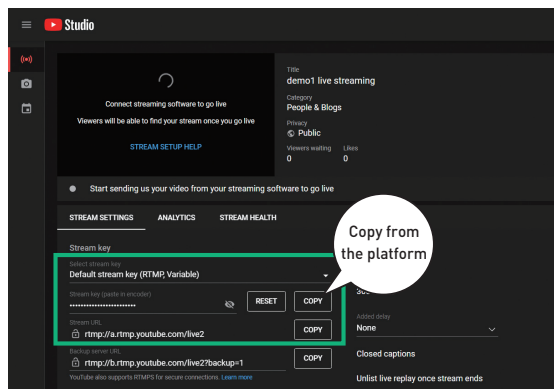 Studio
Title
demo1 live streaming
Category
People & Blogs
Privacy
Public
Viewers waiting Likes
0 0
Connect streaming software to go live
Viewers will be able to find your stream once you go live
STREAM SETUP HELP
Start sending us your video from your streaming software to go live
STREAM SETTINGS ANALYTICS STREAM HEALTH
Copy from
the platform
Stream key
Select stream key
Default stream key (RTMP, Variable)
Stream key (paste in encoder)
•••••••••••••••••••••••• RESET COPY
Stream URL
rtmp://a.rtmp.youtube.com/live2 COPY
Backup server URL
rtmp://b.rtmp.youtube.com/live2?backup=1 COPY
YouTube also supports RTMPS for secure connections. Learn more
Added delay
None
Closed captions
Unlist live replay once stream ends